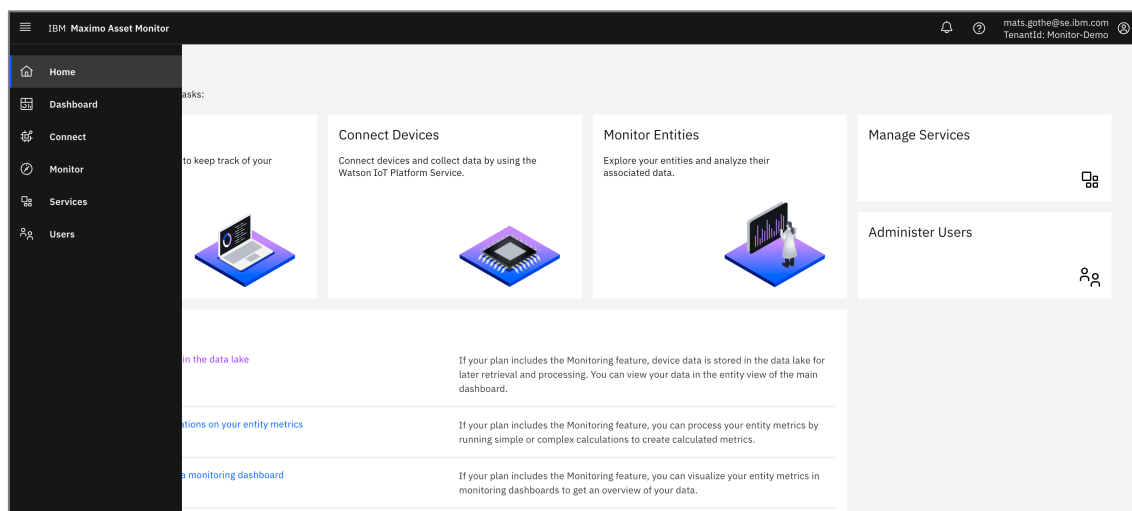 IBM Maximo Asset Monitor
mats.gothe@se.ibm.com
TenantId: Monitor-Demo
Home
Dashboard
Connect
Monitor
Services
Users
asks:
to keep track of your
Connect Devices
Connect devices and collect data by using the
Watson IoT Platform Service.
Monitor Entities
Explore your entities and analyze their
associated data.
Manage Services
Administer Users
in the data lake
If your plan includes the Monitoring feature, device data is stored in the data lake for
later retrieval and processing. You can view your data in the entity view of the main
dashboard.
ations on your entity metrics
If your plan includes the Monitoring feature, you can process your entity metrics by
running simple or complex calculations to create calculated metrics.
a monitoring dashboard
If your plan includes the Monitoring feature, you can visualize your entity metrics in
monitoring dashboards to get an overview of your data.